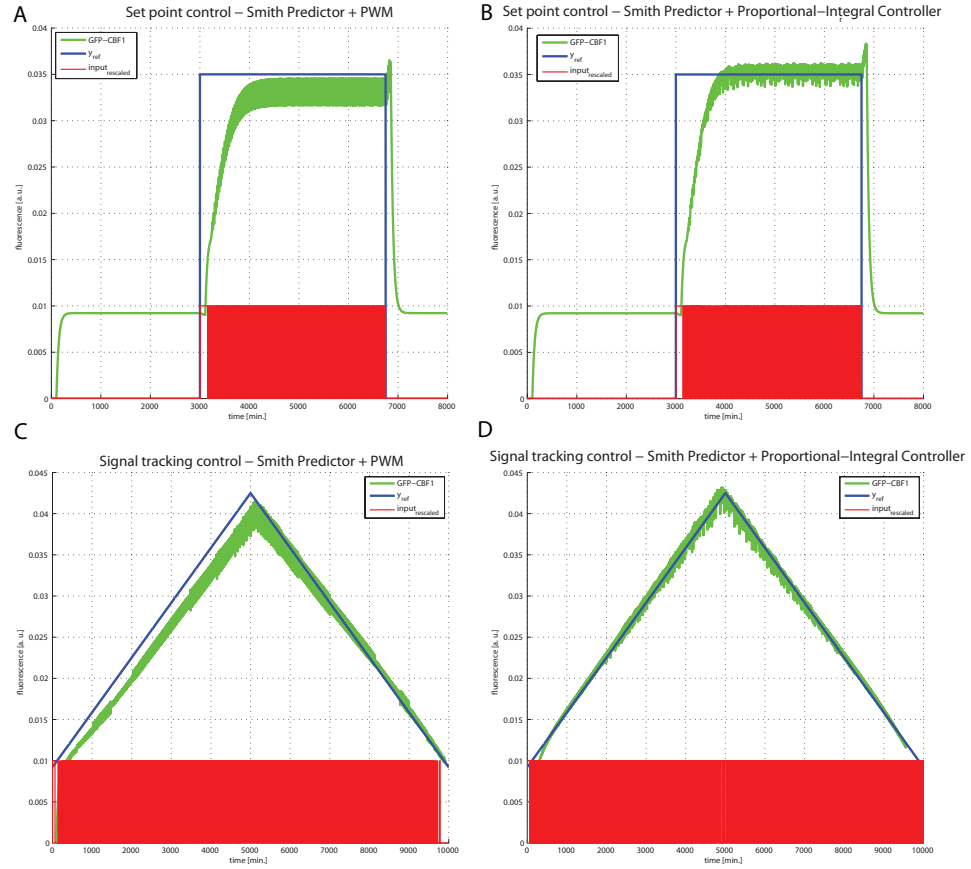 A
Set point control – Smith Predictor + PWM
0.04
0.035
0.03
0.025
0.02
0.015
0.01
0.005
0
fluorescence [a. u.]
GFP–CBF1
y_ref
input_rescaled
0 1000 2000 3000 4000 5000 6000 7000 8000
time [min.]
B
Set point control – Smith Predictor + Proportional–Integral Controller
r
0.04
0.035
0.03
0.025
0.02
0.015
0.01
0.005
0
fluorescence [a. u.]
GFP–CBF1
y_ref
input_rescaled
0 1000 2000 3000 4000 5000 6000 7000 8000
time [min.]
C
Signal tracking control – Smith Predictor + PWM
0.045
0.04
0.035
0.03
0.025
0.02
0.015
0.01
0.005
0
fluorescence [a. u.]
GFP–CBF1
y_ref
input_rescaled
0 1000 2000 3000 4000 5000 6000 7000 8000 9000 10000
time [min.]
D
Signal tracking control – Smith Predictor + Proportional–Integral Controller
0.045
0.04
0.035
0.03
0.025
0.02
0.015
0.01
0.005
0
fluorescence [a. u.]
GFP–CBF1
y_ref
input_rescaled
0 1000 2000 3000 4000 5000 6000 7000 8000 9000 10000
time [min.]